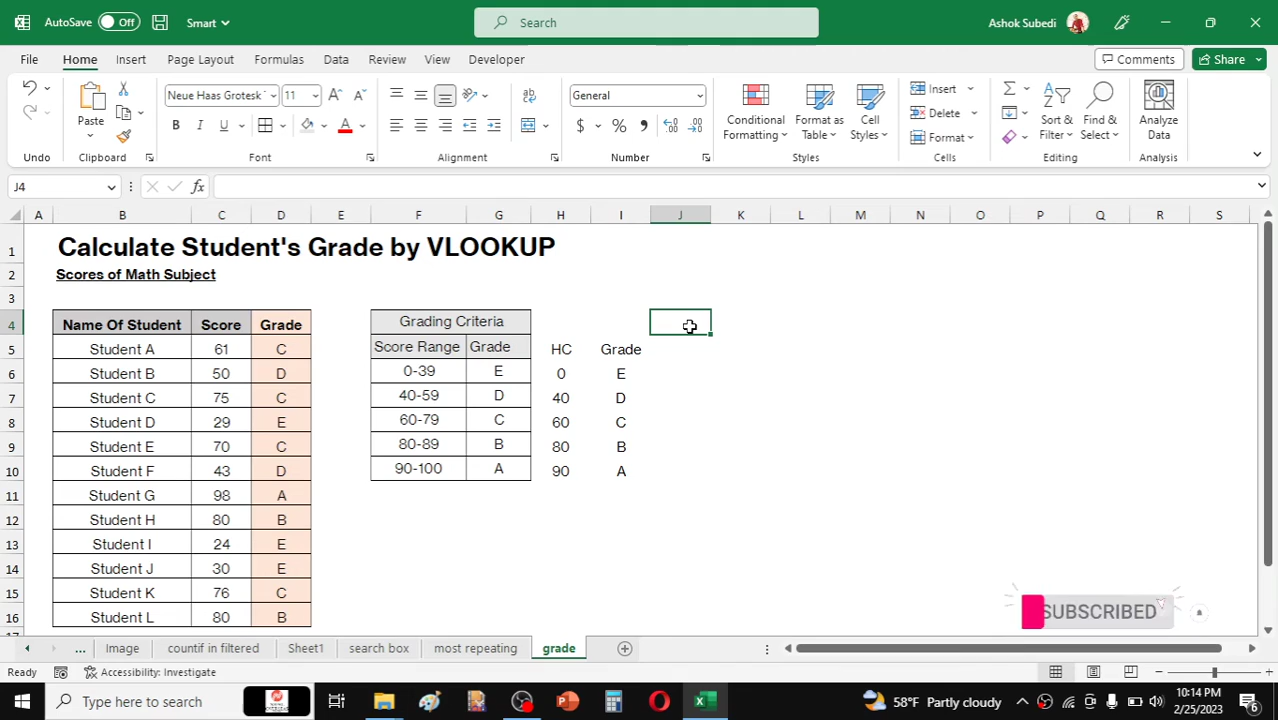 AutoSave Off Smart Search Ashok Subedi
File Home Insert Page Layout Formulas Data Review View Developer Comments Share
Paste Neue Haas Grotesk 11 General Conditional Formatting Format as Table Cell Styles Insert Delete Format Sort & Filter Find & Select Analyze Data
Undo Clipboard Font Alignment Number Styles Cells Editing Analysis
J4 fx
A B C D E F G H I J K L M N O P Q R S
1 Calculate Student's Grade by VLOOKUP
2 Scores of Math Subject
3
4 Name Of Student Score Grade Grading Criteria
5 Student A 61 C Score Range Grade HC Grade
6 Student B 50 D 0-39 E 0 E
7 Student C 75 C 40-59 D 40 D
8 Student D 29 E 60-79 C 60 C
9 Student E 70 C 80-89 B 80 B
10 Student F 43 D 90-100 A 90 A
11 Student G 98 A
12 Student H 80 B
13 Student I 24 E
14 Student J 30 E
15 Student K 76 C
16 Student L 80 B
SUBSCRIBED
... Image countif in filtered Sheet1 search box most repeating grade
Ready Accessibility: Investigate
Type here to search 58°F Partly cloudy 10:14 PM
2/25/2023 6